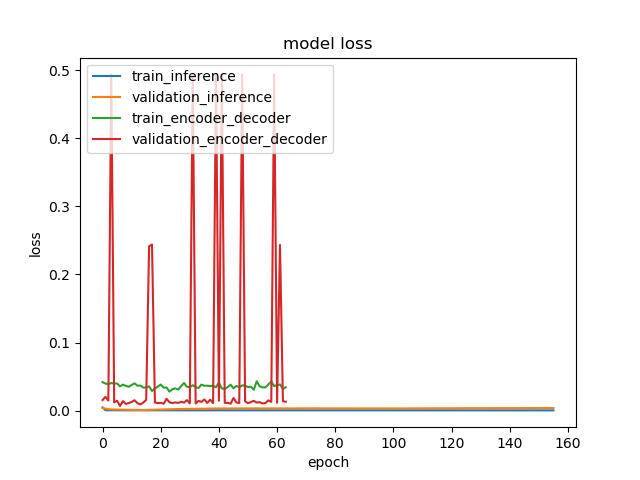 model loss
train_inference
validation_inference
train_encoder_decoder
validation_encoder_decoder
0.5
0.4
0.3
0.2
0.1
0.0
loss
0 20 40 60 80 100 120 140 160
epoch